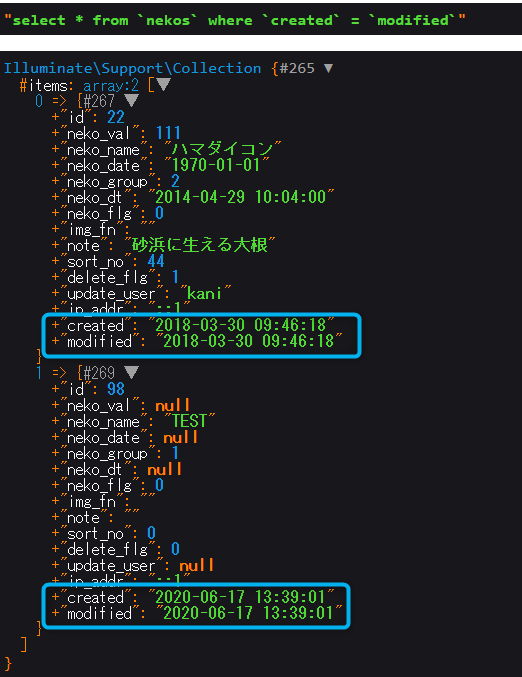 "select * from `nekos` where `created` = `modified`"
Illuminate\Support\Collection {#265 ▼
#items: array:2 [▼
0 => {#267 ▼
+"id": 22
+"neko_val": 111
+"neko_name": "ハマダイコン"
+"neko_date": "1970-01-01"
+"neko_group": 2
+"neko_dt": "2014-04-29 10:04:00"
+"neko_flg": 0
+"img_fn": ""
+"note": "砂浜に生える大根"
+"sort_no": 44
+"delete_flg": 1
+"update_user": "kani"
+"ip_addr": "::1"
+"created": "2018-03-30 09:46:18"
+"modified": "2018-03-30 09:46:18"
}
1 => {#269 ▼
+"id": 98
+"neko_val": null
+"neko_name": "TEST"
+"neko_date": null
+"neko_group": 1
+"neko_dt": null
+"neko_flg": 0
+"img_fn": ""
+"note": ""
+"sort_no": 0
+"delete_flg": 0
+"update_user": null
+"ip_addr": "::1"
+"created": "2020-06-17 13:39:01"
+"modified": "2020-06-17 13:39:01"
}
]
}